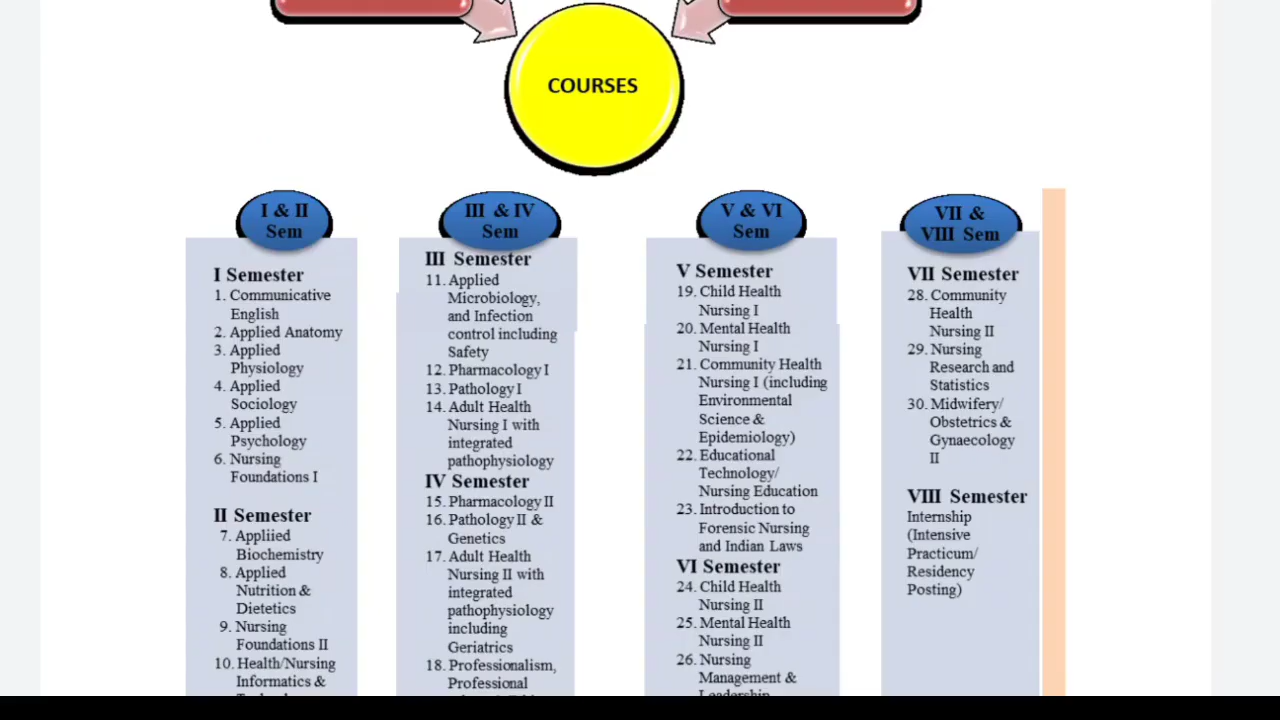 COURSES
I & II
Sem
I Semester
1. Communicative
English
2. Applied Anatomy
3. Applied
Physiology
4. Applied
Sociology
5. Applied
Psychology
6. Nursing
Foundations I
II Semester
7. Appliied
Biochemistry
8. Applied
Nutrition &
Dietetics
9. Nursing
Foundations II
10. Health/Nursing
Informatics &
III & IV
Sem
III Semester
11. Applied
Microbiology,
and Infection
control including
Safety
12. Pharmacology I
13. Pathology I
14. Adult Health
Nursing I with
integrated
pathophysiology
IV Semester
15. Pharmacology II
16. Pathology II &
Genetics
17. Adult Health
Nursing II with
integrated
pathophysiology
including
Geriatrics
18. Professionalism,
Professional
V & VI
Sem
V Semester
19. Child Health
Nursing I
20. Mental Health
Nursing I
21. Community Health
Nursing I (including
Environmental
Science &
Epidemiology)
22. Educational
Technology/
Nursing Education
23. Introduction to
Forensic Nursing
and Indian Laws
VI Semester
24. Child Health
Nursing II
25. Mental Health
Nursing II
26. Nursing
Management &
Leadership
VII &
VIII Sem
VII Semester
28. Community
Health
Nursing II
29. Nursing
Research and
Statistics
30. Midwifery/
Obstetrics &
Gynaecology
II
VIII Semester
Internship
(Intensive
Practicum/
Residency
Posting)